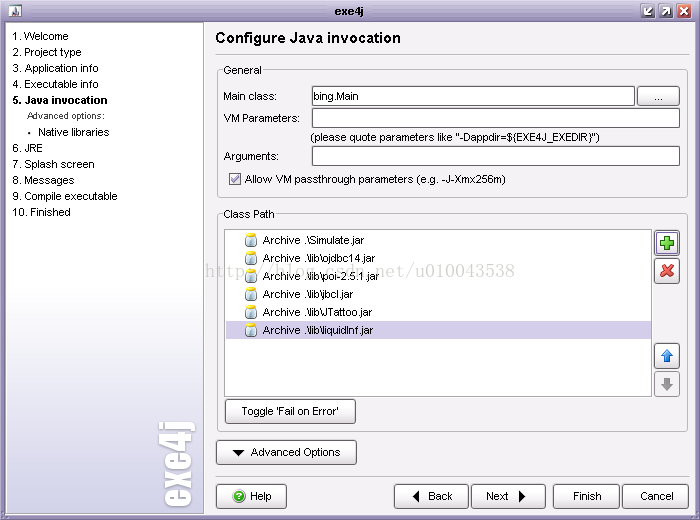 exe4j
1. Welcome
2. Project type
3. Application info
4. Executable info
5. Java invocation
Advanced options:
• Native libraries
6. JRE
7. Splash screen
8. Messages
9. Compile executable
10. Finished
exe4j
Configure Java invocation
General
Main class:
bing.Main
...
VM Parameters:
(please quote parameters like "-Dappdir=${EXE4J_EXEDIR}")
Arguments:
Allow VM passthrough parameters (e.g. -J-Xmx256m)
Class Path
Archive .\Simulate.jar
Archive .\lib\ojdbc14.jar
http://blog.csdn.net/u010043538
Archive .\lib\poi-2.5.1.jar
Archive .\lib\jbcl.jar
Archive .\lib\JTattoo.jar
Archive .\lib\liquidlnf.jar
Toggle 'Fail on Error'
Advanced Options
Help
Back
Next
Finish
Cancel